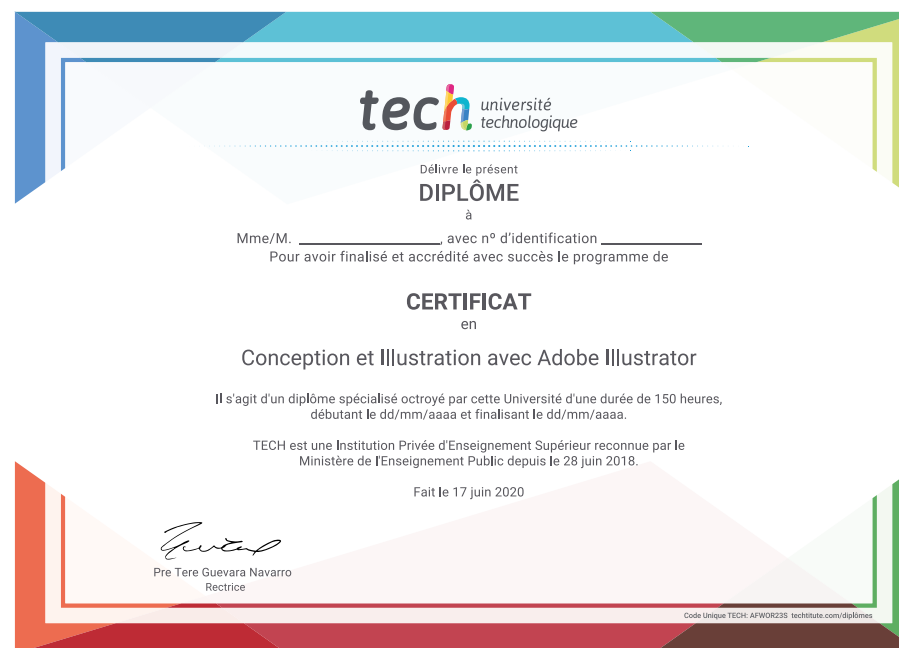 tech université
technologique
Délivre le présent
DIPLÔME
à
Mme/M. ____________________, avec nº d'identification ______________
Pour avoir finalisé et accrédité avec succès le programme de
CERTIFICAT
en
Conception et Illustration avec Adobe Illustrator
Il s'agit d'un diplôme spécialisé octroyé par cette Université d'une durée de 150 heures,
débutant le dd/mm/aaaa et finalisant le dd/mm/aaaa.
TECH est une Institution Privée d'Enseignement Supérieur reconnue par le
Ministère de l'Enseignement Public depuis le 28 juin 2018.
Fait le 17 juin 2020
Pre Tere Guevara Navarro
Rectrice
Code Unique TECH: AFWOR23S techtitute.com/diplômes